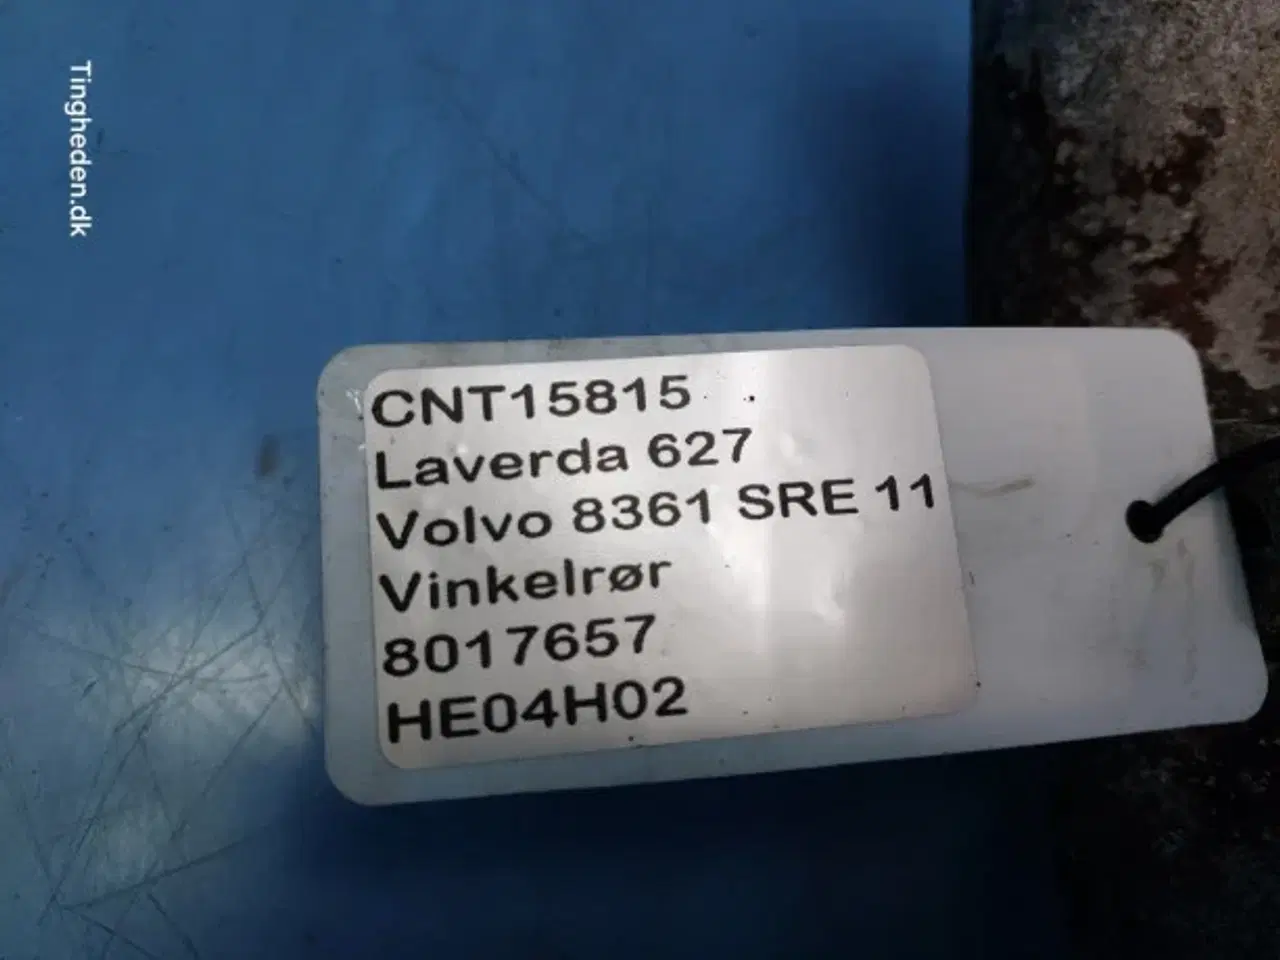 Tingheden.dk
CNT15815
Laverda 627
Volvo 8361 SRE 11
Vinkelrør
8017657
HE04H02